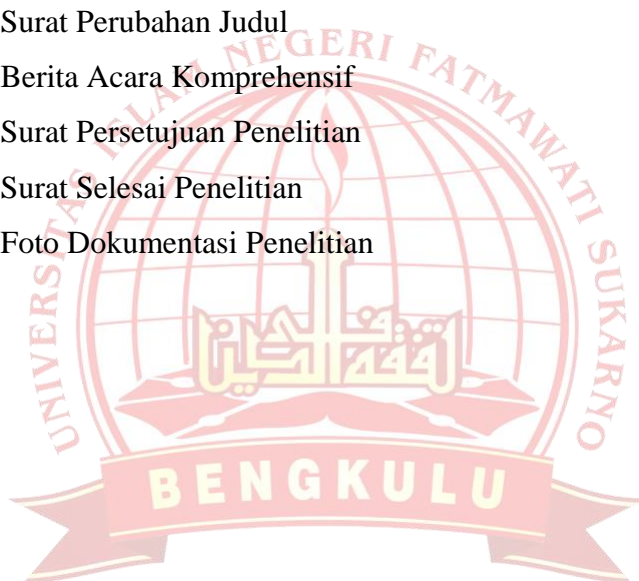 Surat Perubahan Judul
Berita Acara Komprehensif
Surat Persetujuan Penelitian
Surat Selesai Penelitian
Foto Dokumentasi Penelitian
UNIVERSITAS ISLAM NEGERI FATMAWATI SUKARNO
BENGKULU